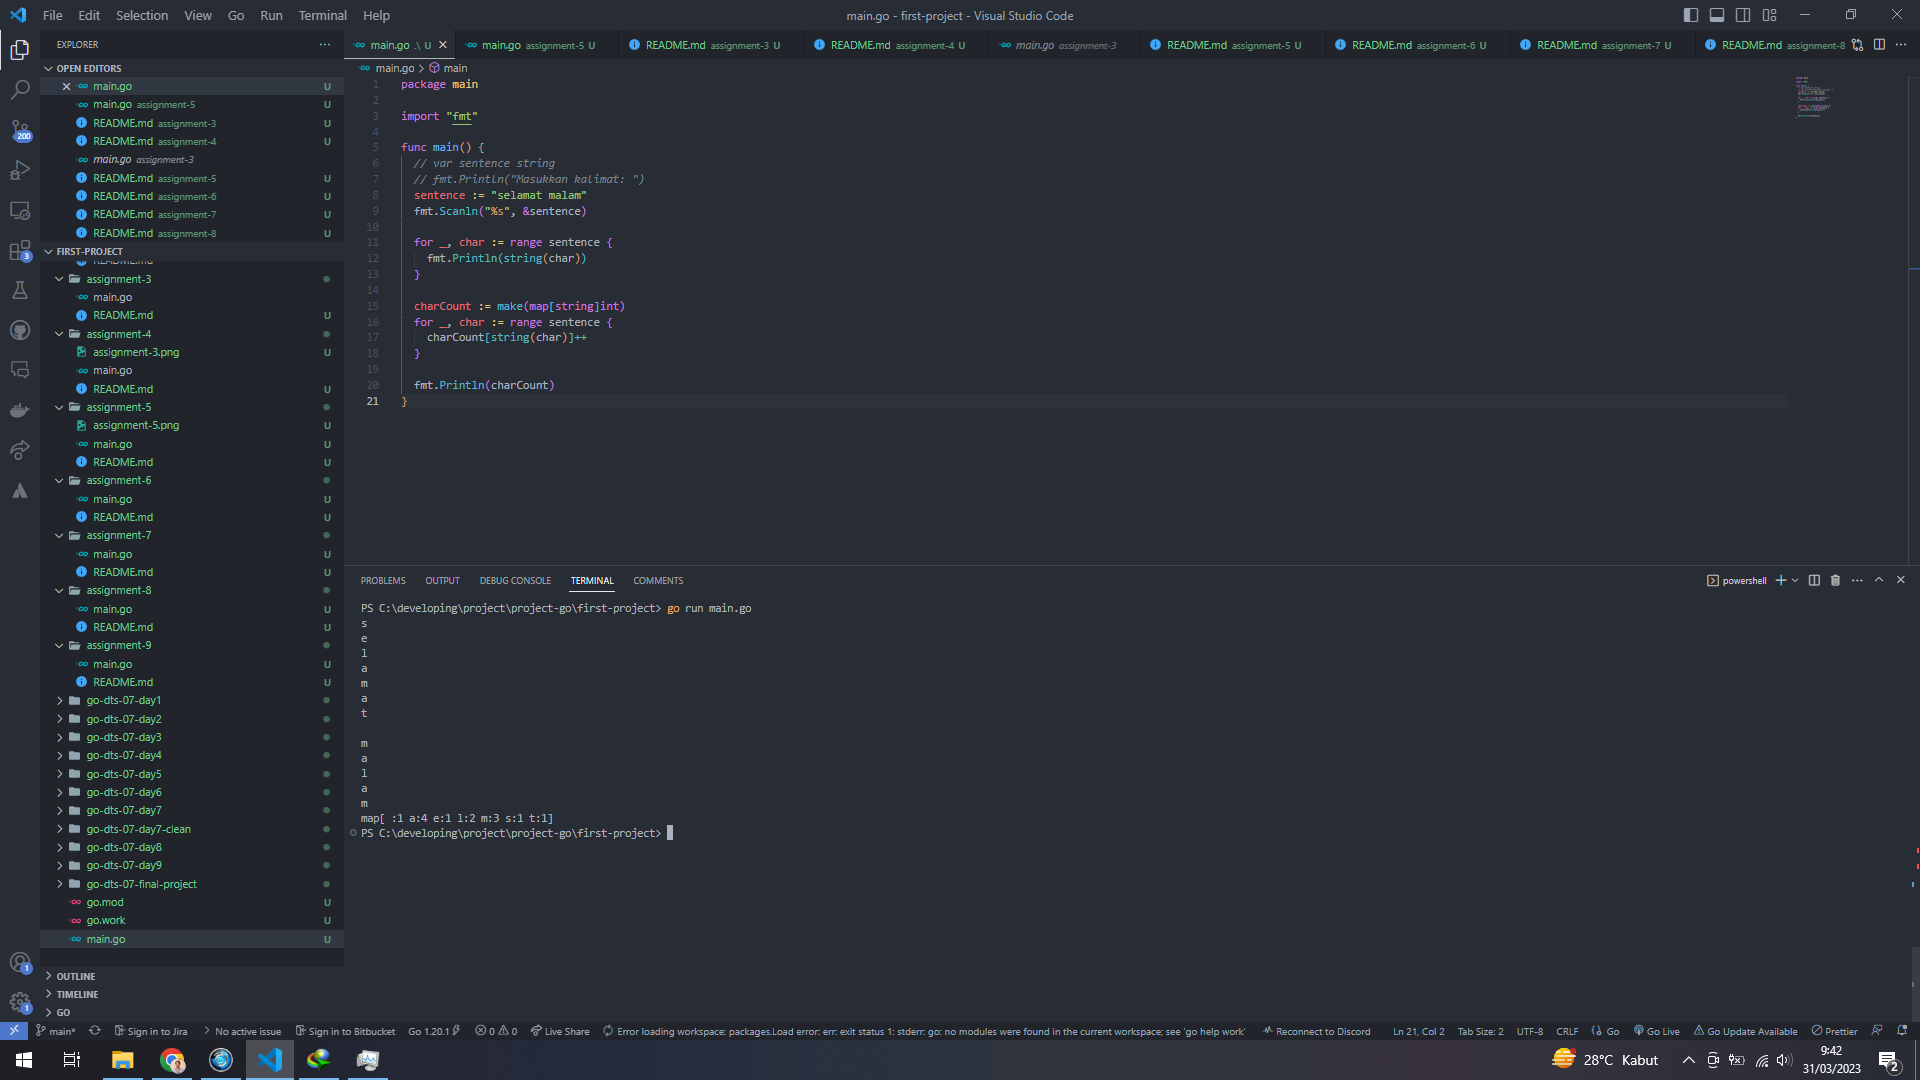 File Edit Selection View Go Run Terminal Help
main.go - first-project - Visual Studio Code
EXPLORER
OPEN EDITORS
main.go U
main.go assignment-5 U
README.md assignment-3 U
README.md assignment-4 U
main.go assignment-3
README.md assignment-5 U
README.md assignment-6 U
README.md assignment-7 U
README.md assignment-8 U
FIRST-PROJECT
README.md
assignment-3
main.go
README.md U
assignment-4
assignment-3.png U
main.go
README.md U
assignment-5
assignment-5.png U
main.go U
README.md U
assignment-6
main.go U
README.md U
assignment-7
main.go U
README.md U
assignment-8
main.go U
README.md U
assignment-9
main.go U
README.md U
go-dts-07-day1
go-dts-07-day2
go-dts-07-day3
go-dts-07-day4
go-dts-07-day5
go-dts-07-day6
go-dts-07-day7
go-dts-07-day7-clean
go-dts-07-day8
go-dts-07-day9
go-dts-07-final-project
go.mod U
go.work U
main.go U
OUTLINE
TIMELINE
GO
200
3
1
1
main.go .\ U main.go assignment-5 U README.md assignment-3 U README.md assignment-4 U main.go assignment-3 README.md assignment-5 U README.md assignment-6 U README.md assignment-7 U README.md assignment-8
main.go > main
1 package main
2
3 import "fmt"
4
5 func main() {
6 // var sentence string
7 // fmt.Println("Masukkan kalimat: ")
8 sentence := "selamat malam"
9 fmt.Scanln("%s", &sentence)
10
11 for _, char := range sentence {
12 fmt.Println(string(char))
13 }
14
15 charCount := make(map[string]int)
16 for _, char := range sentence {
17 charCount[string(char)]++
18 }
19
20 fmt.Println(charCount)
21 }
PROBLEMS OUTPUT DEBUG CONSOLE TERMINAL COMMENTS
powershell
PS C:\developing\project\project-go\first-project> go run main.go
s
e
l
a
m
a
t
m
a
l
a
m
map[ :1 a:4 e:1 l:2 m:3 s:1 t:1]
PS C:\developing\project\project-go\first-project>
main* Sign in to Jira No active issue Sign in to Bitbucket Go 1.20.1 0 0 Live Share Error loading workspace: packages.Load error: err: exit status 1: stderr: go: no modules were found in the current workspace; see 'go help work' Reconnect to Discord Ln 21, Col 2 Tab Size: 2 UTF-8 CRLF Go Go Live Go Update Available Prettier
28°C Kabut
9:42
31/03/2023
2